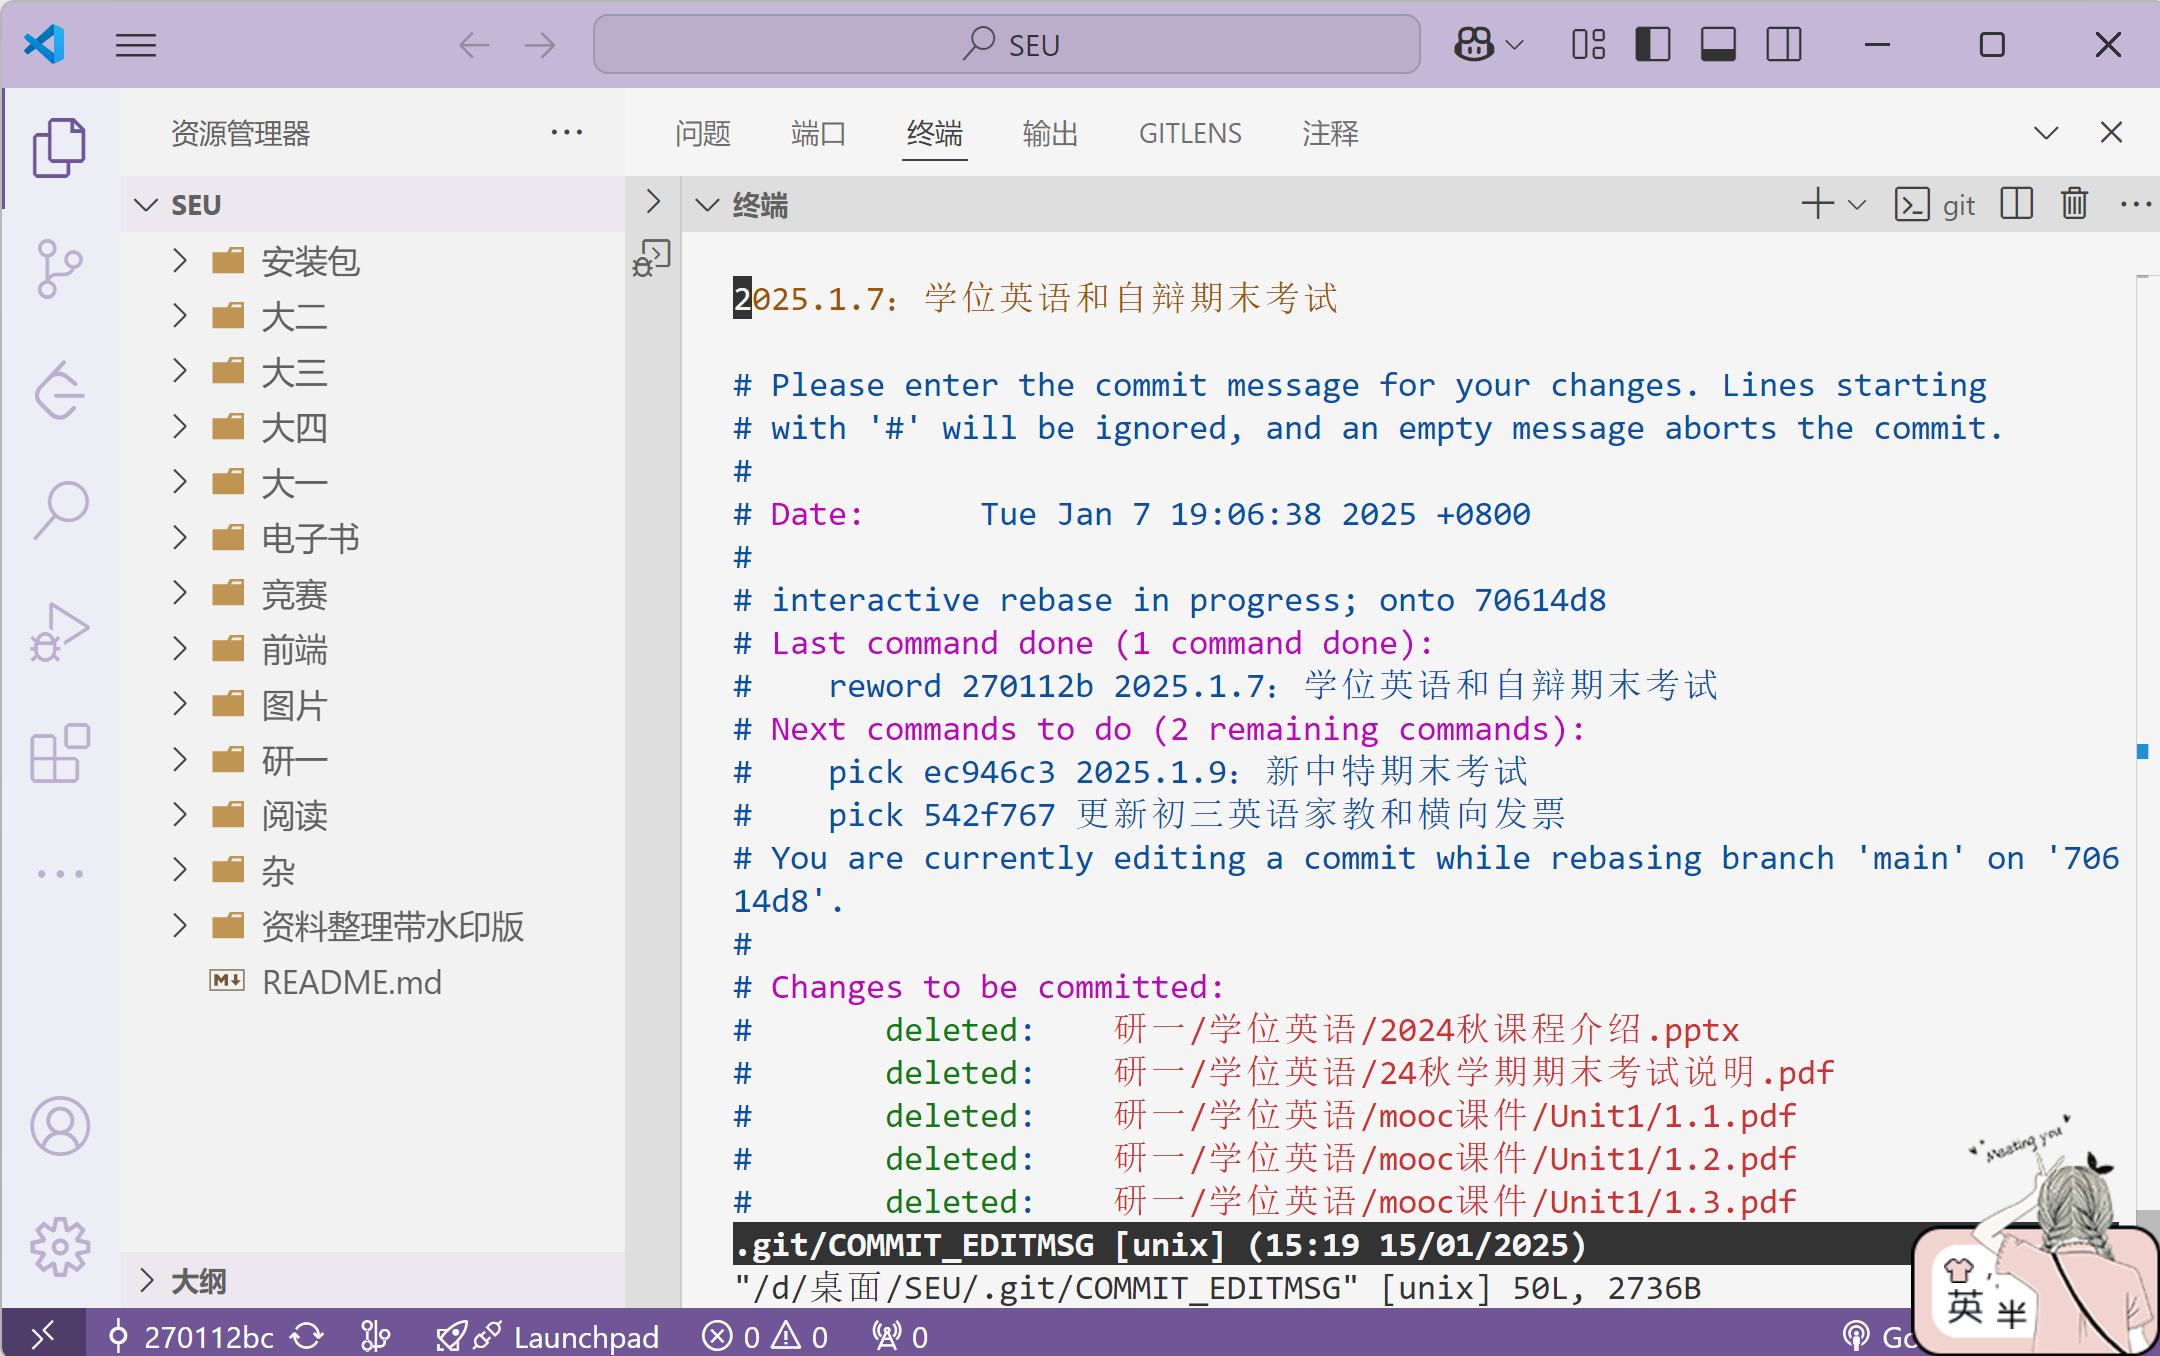 SEU
资源管理器
问题 端口 终端 输出 GITLENS 注释
SEU
终端
git
安装包
大二
大三
大四
大一
电子书
竞赛
前端
图片
研一
阅读
杂
资料整理带水印版
README.md
大纲
2025.1.7：学位英语和自辩期末考试
# Please enter the commit message for your changes. Lines starting
# with '#' will be ignored, and an empty message aborts the commit.
#
# Date:      Tue Jan 7 19:06:38 2025 +0800
#
# interactive rebase in progress; onto 70614d8
# Last command done (1 command done):
#    reword 270112b 2025.1.7：学位英语和自辩期末考试
# Next commands to do (2 remaining commands):
#    pick ec946c3 2025.1.9：新中特期末考试
#    pick 542f767 更新初三英语家教和横向发票
# You are currently editing a commit while rebasing branch 'main' on '706
14d8'.
#
# Changes to be committed:
#       deleted:    研一/学位英语/2024秋课程介绍.pptx
#       deleted:    研一/学位英语/24秋学期期末考试说明.pdf
#       deleted:    研一/学位英语/mooc课件/Unit1/1.1.pdf
#       deleted:    研一/学位英语/mooc课件/Unit1/1.2.pdf
#       deleted:    研一/学位英语/mooc课件/Unit1/1.3.pdf
.git/COMMIT_EDITMSG [unix] (15:19 15/01/2025)
"/d/桌面/SEU/.git/COMMIT_EDITMSG" [unix] 50L, 2736B
Meeting you
英 半
270112bc Launchpad 0 0 0 Go